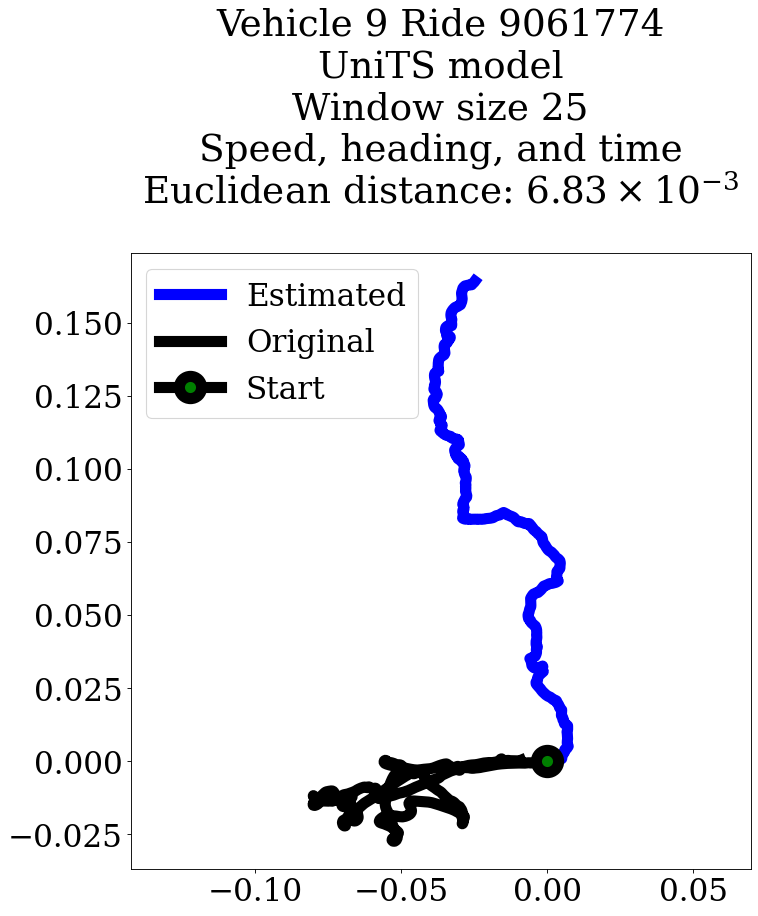 Vehicle 9 Ride 9061774
UniTS model
Window size 25
Speed, heading, and time
Euclidean distance: 6.83 × 10⁻³
Estimated
Original
Start
0.150
0.125
0.100
0.075
0.050
0.025
0.000
−0.025
−0.10
−0.05
0.00
0.05